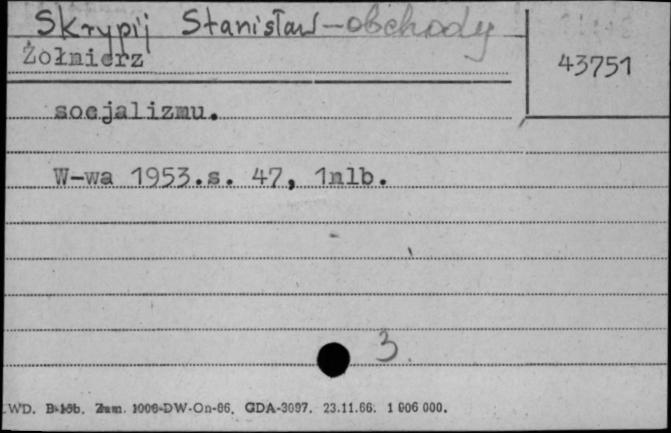 Skrypij Stanisław - obchody
Żołnierz
43751
socjalizmu.
W-wa 1953.s. 47, 1nlb.
3.
WD. B-15b. Zam. 1006-DW-On-66. GDA-3097. 23.11.66. 1 006 000.